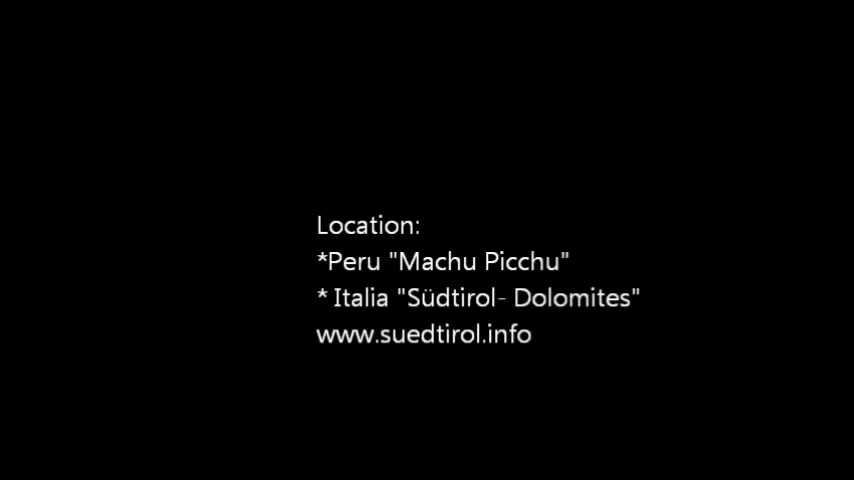 Location:
*Peru "Machu Picchu"
* Italia "Südtirol- Dolomites"
www.suedtirol.info